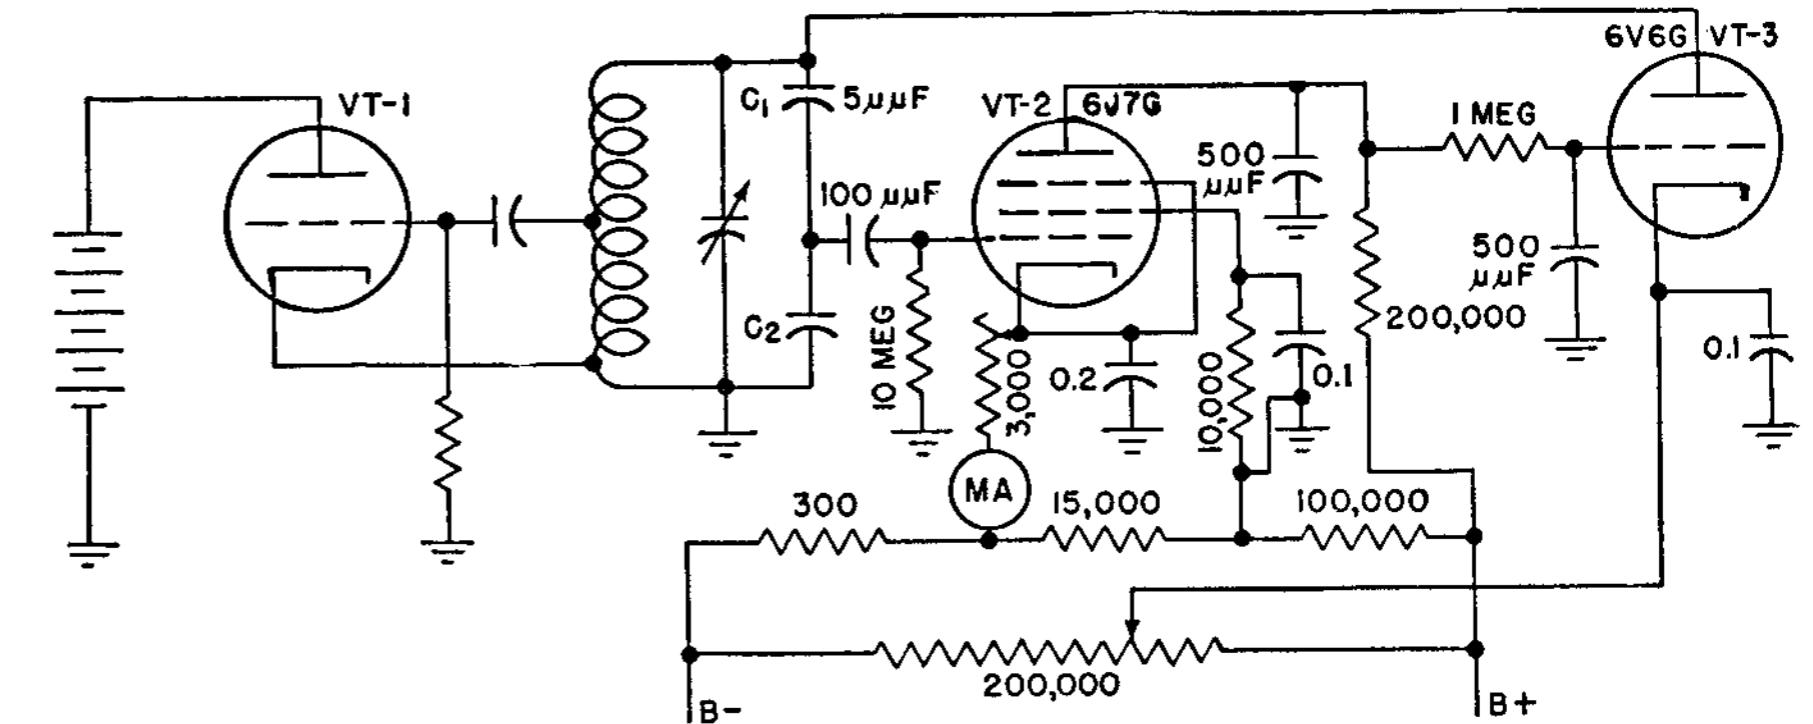 6V6G VT-3
VT-1
C1 5µµF
VT-2 6J7G
1 MEG
500
µµF
100 µµF
500
µµF
200,000
C2
10 MEG
3,000
0.2
10,000
0.1
0.1
MA
300
15,000
100,000
200,000
B-
B+